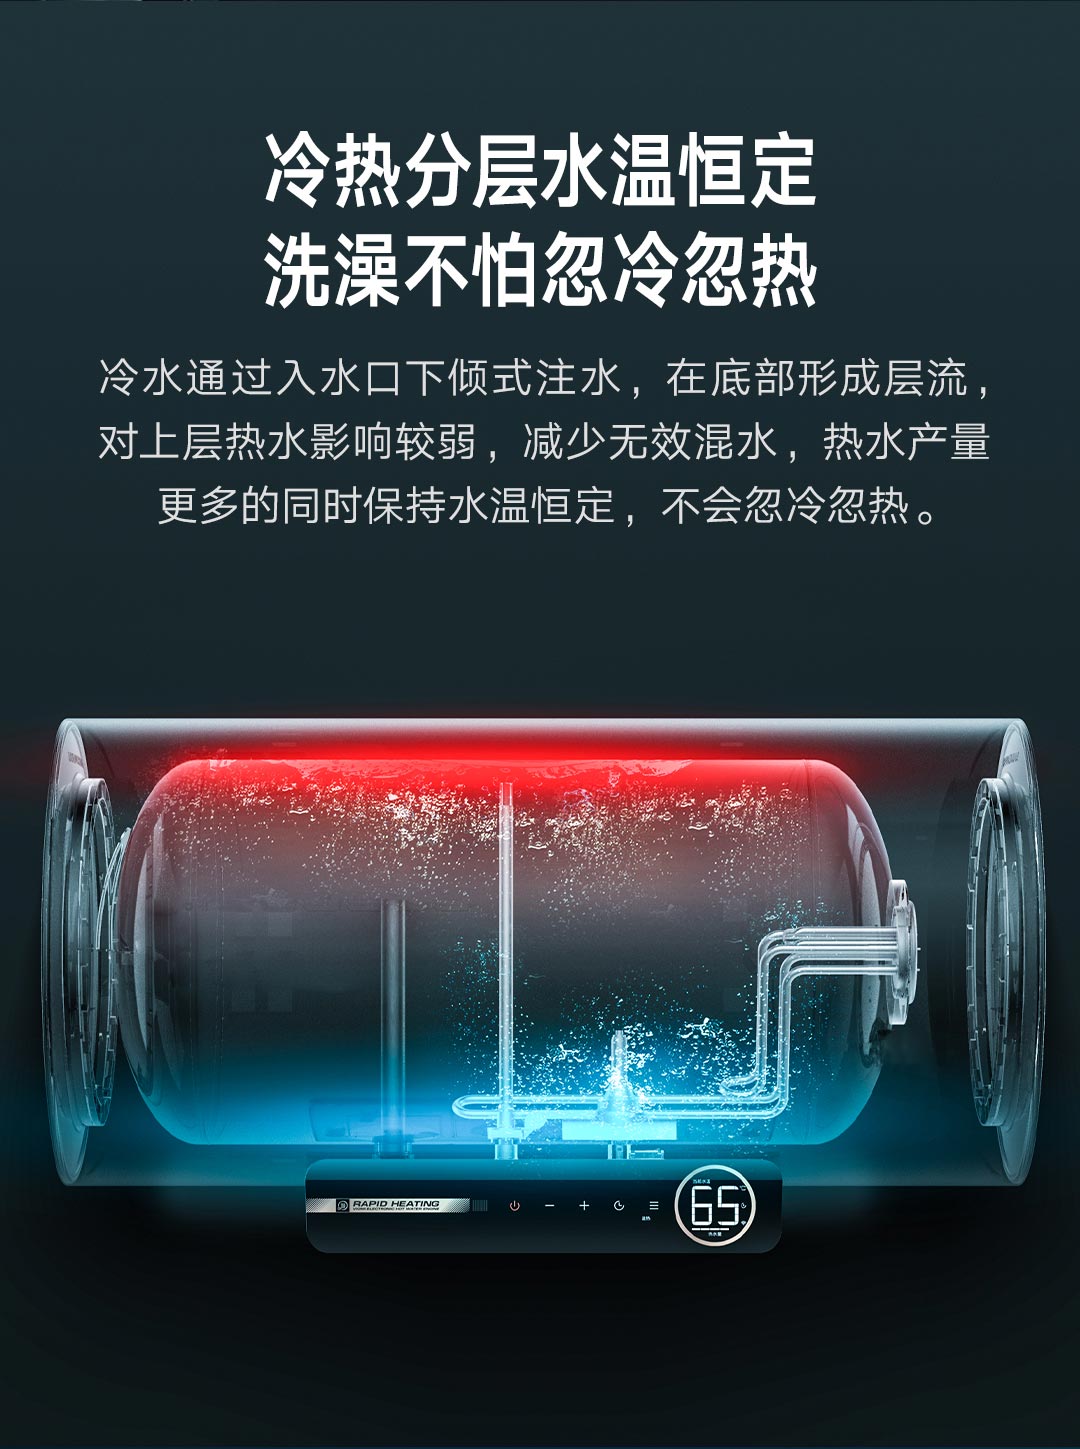 冷热分层水温恒定
洗澡不怕忽冷忽热
冷水通过入水口下倾式注水，在底部形成层流，
对上层热水影响较弱，减少无效混水，热水产量
更多的同时保持水温恒定，不会忽冷忽热。
RAPID HEATING
65